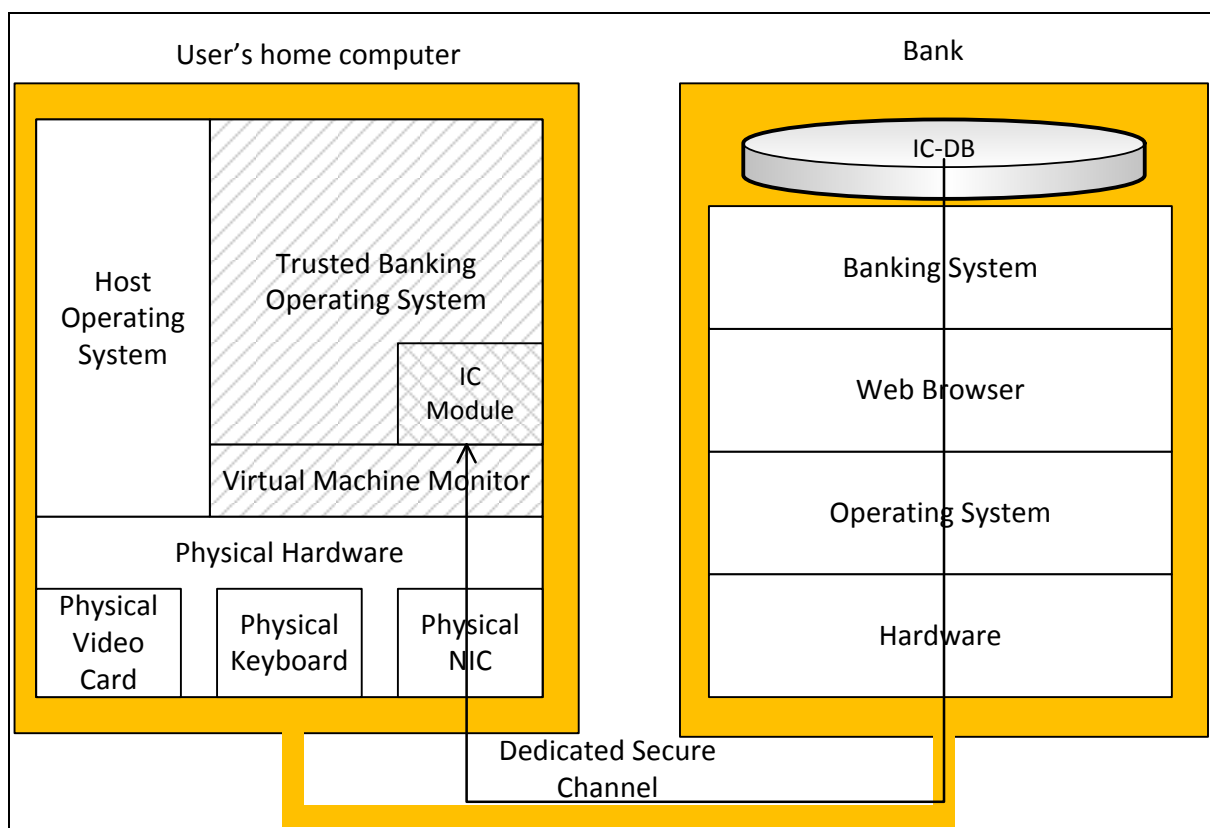 User’s home computer
Bank
Host
Operating
System
Trusted Banking
Operating System
IC
Module
Virtual Machine Monitor
Physical Hardware
Physical
Video
Card
Physical
Keyboard
Physical
NIC
IC-DB
Banking System
Web Browser
Operating System
Hardware
Dedicated Secure
Channel